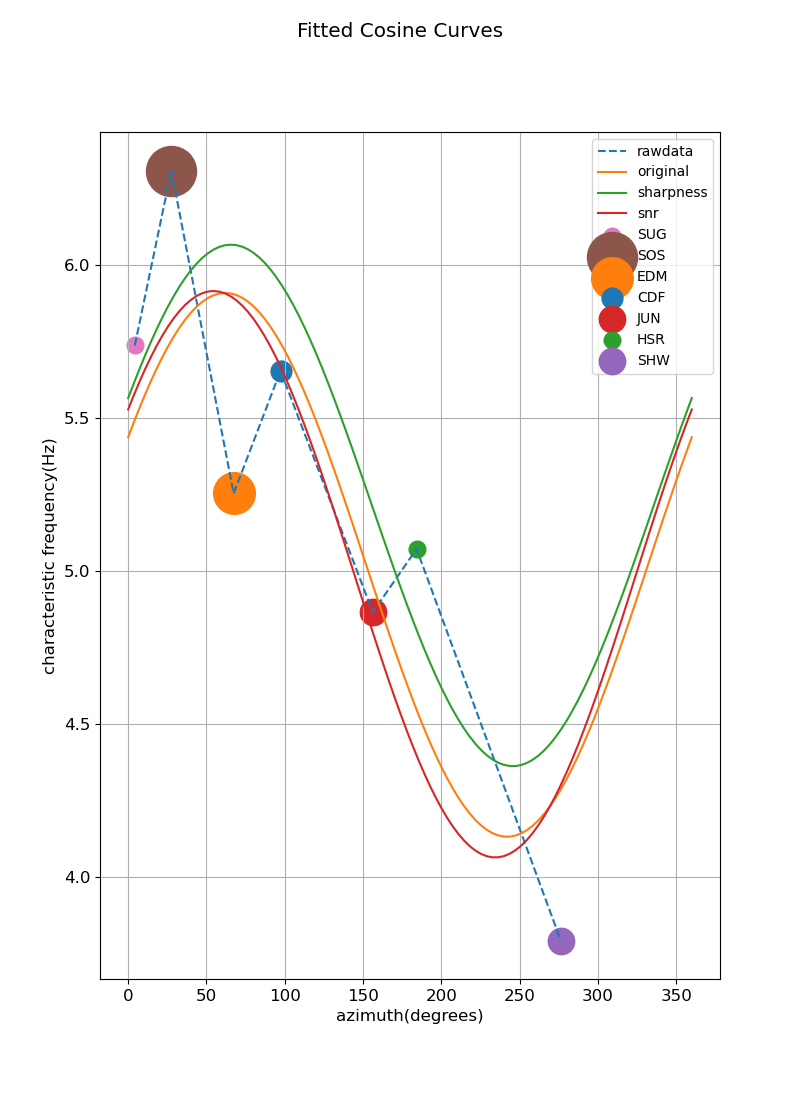 Fitted Cosine Curves
rawdata
original
sharpness
snr
SUG
SOS
EDM
CDF
JUN
HSR
SHW
6.0
5.5
5.0
4.5
4.0
characteristic frequency(Hz)
0 50 100 150 200 250 300 350
azimuth(degrees)